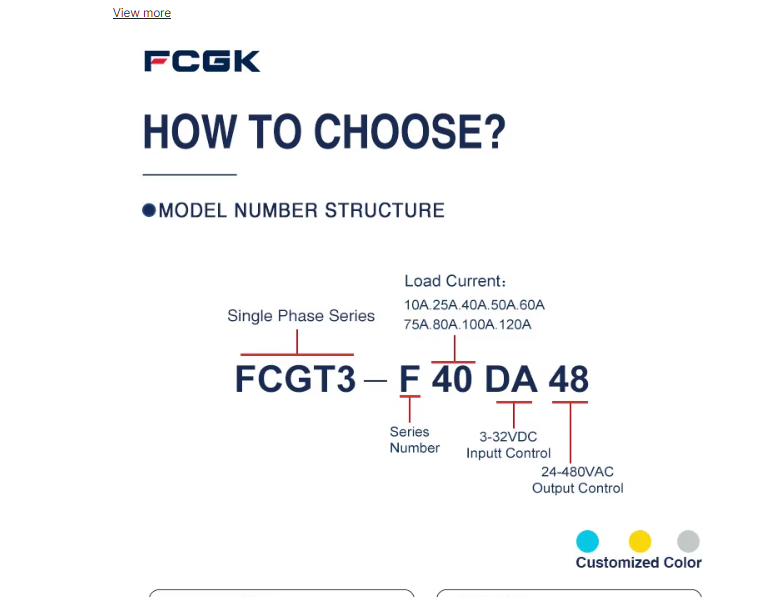 View more
FCGK
HOW TO CHOOSE?
MODEL NUMBER STRUCTURE
Load Current:
10A.25A.40A.50A.60A
75A.80A.100A.120A
Single Phase Series
FCGT3 — F 40 DA 48
Series
Number
3-32VDC
Inputt Control
24-480VAC
Output Control
Customized Color